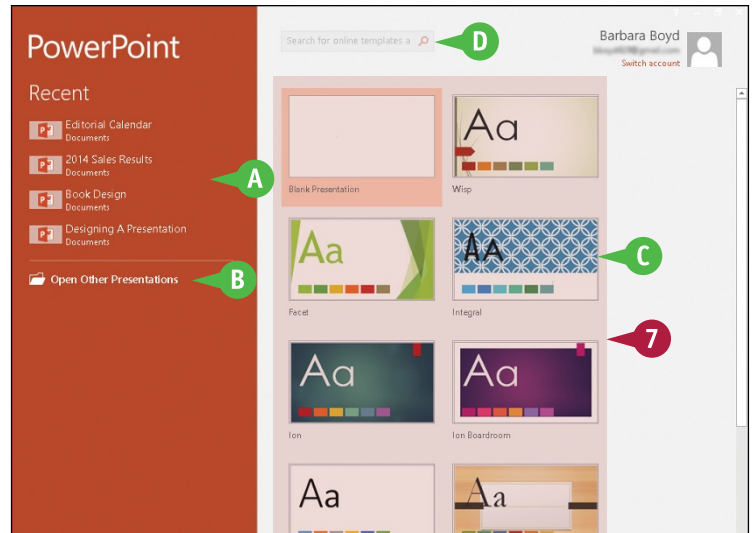 PowerPoint
Recent
Editorial Calendar
Documents
2014 Sales Results
Documents
Book Design
Documents
Designing A Presentation
Documents
Open Other Presentations
A
B
Search for online templates a
D
Barbara Boyd
Switch account
Blank Presentation
Aa
Wisp
Aa
Facet
AA
Integral
C
7
Aa
Ion
Aa
Ion Boardroom
Aa
Aa